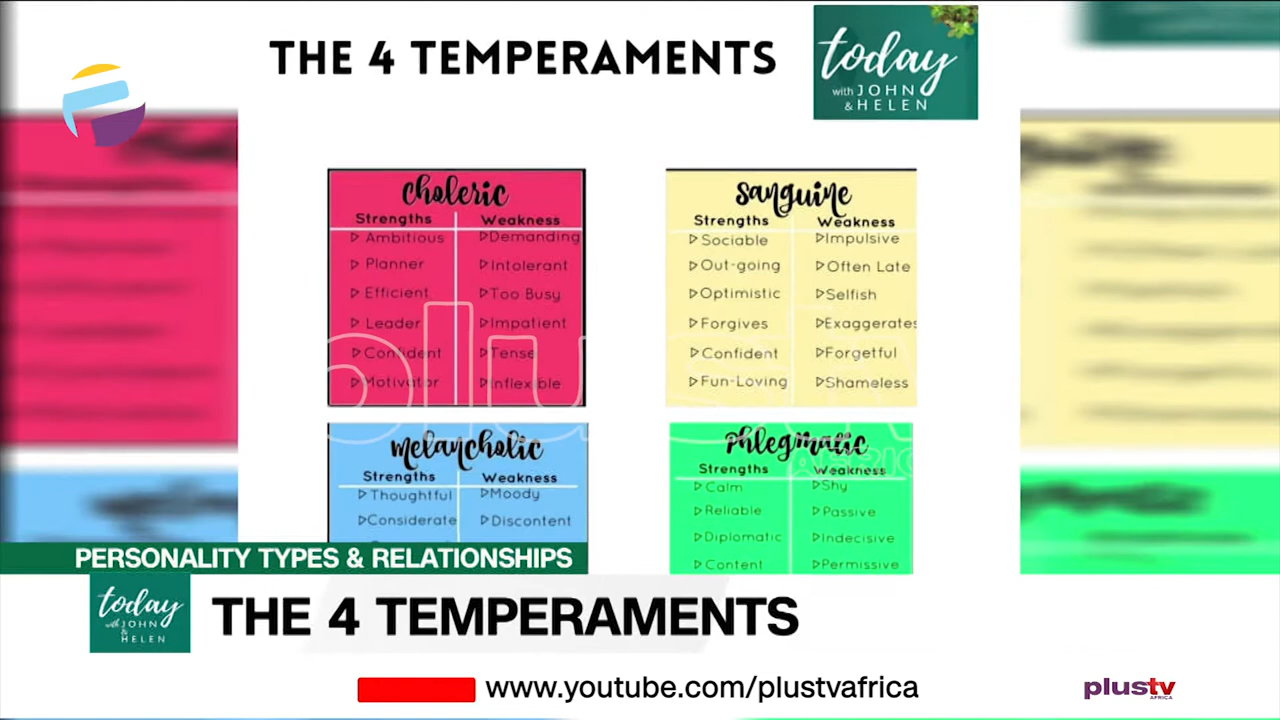 THE 4 TEMPERAMENTS
today
with JOHN
& HELEN
choleric
Strengths Weakness
Ambitious Demanding
Planner Intolerant
Efficient Too Busy
Leader Impatient
Confident Tense
Motivator Inflexible
sanguine
Strengths Weakness
Sociable Impulsive
Out-going Often Late
Optimistic Selfish
Forgives Exaggerates
Confident Forgetful
Fun-Loving Shameless
melancholic
Strengths Weakness
Thoughtful Moody
Considerate Discontent
Phlegmatic
Strengths Weakness
Calm Shy
Reliable Passive
Diplomatic Indecisive
Content Permissive
plus
AFRIC
PERSONALITY TYPES & RELATIONSHIPS
today
with JOHN
&
HELEN
THE 4 TEMPERAMENTS
www.youtube.com/plustvafrica
plustv
AFRICA